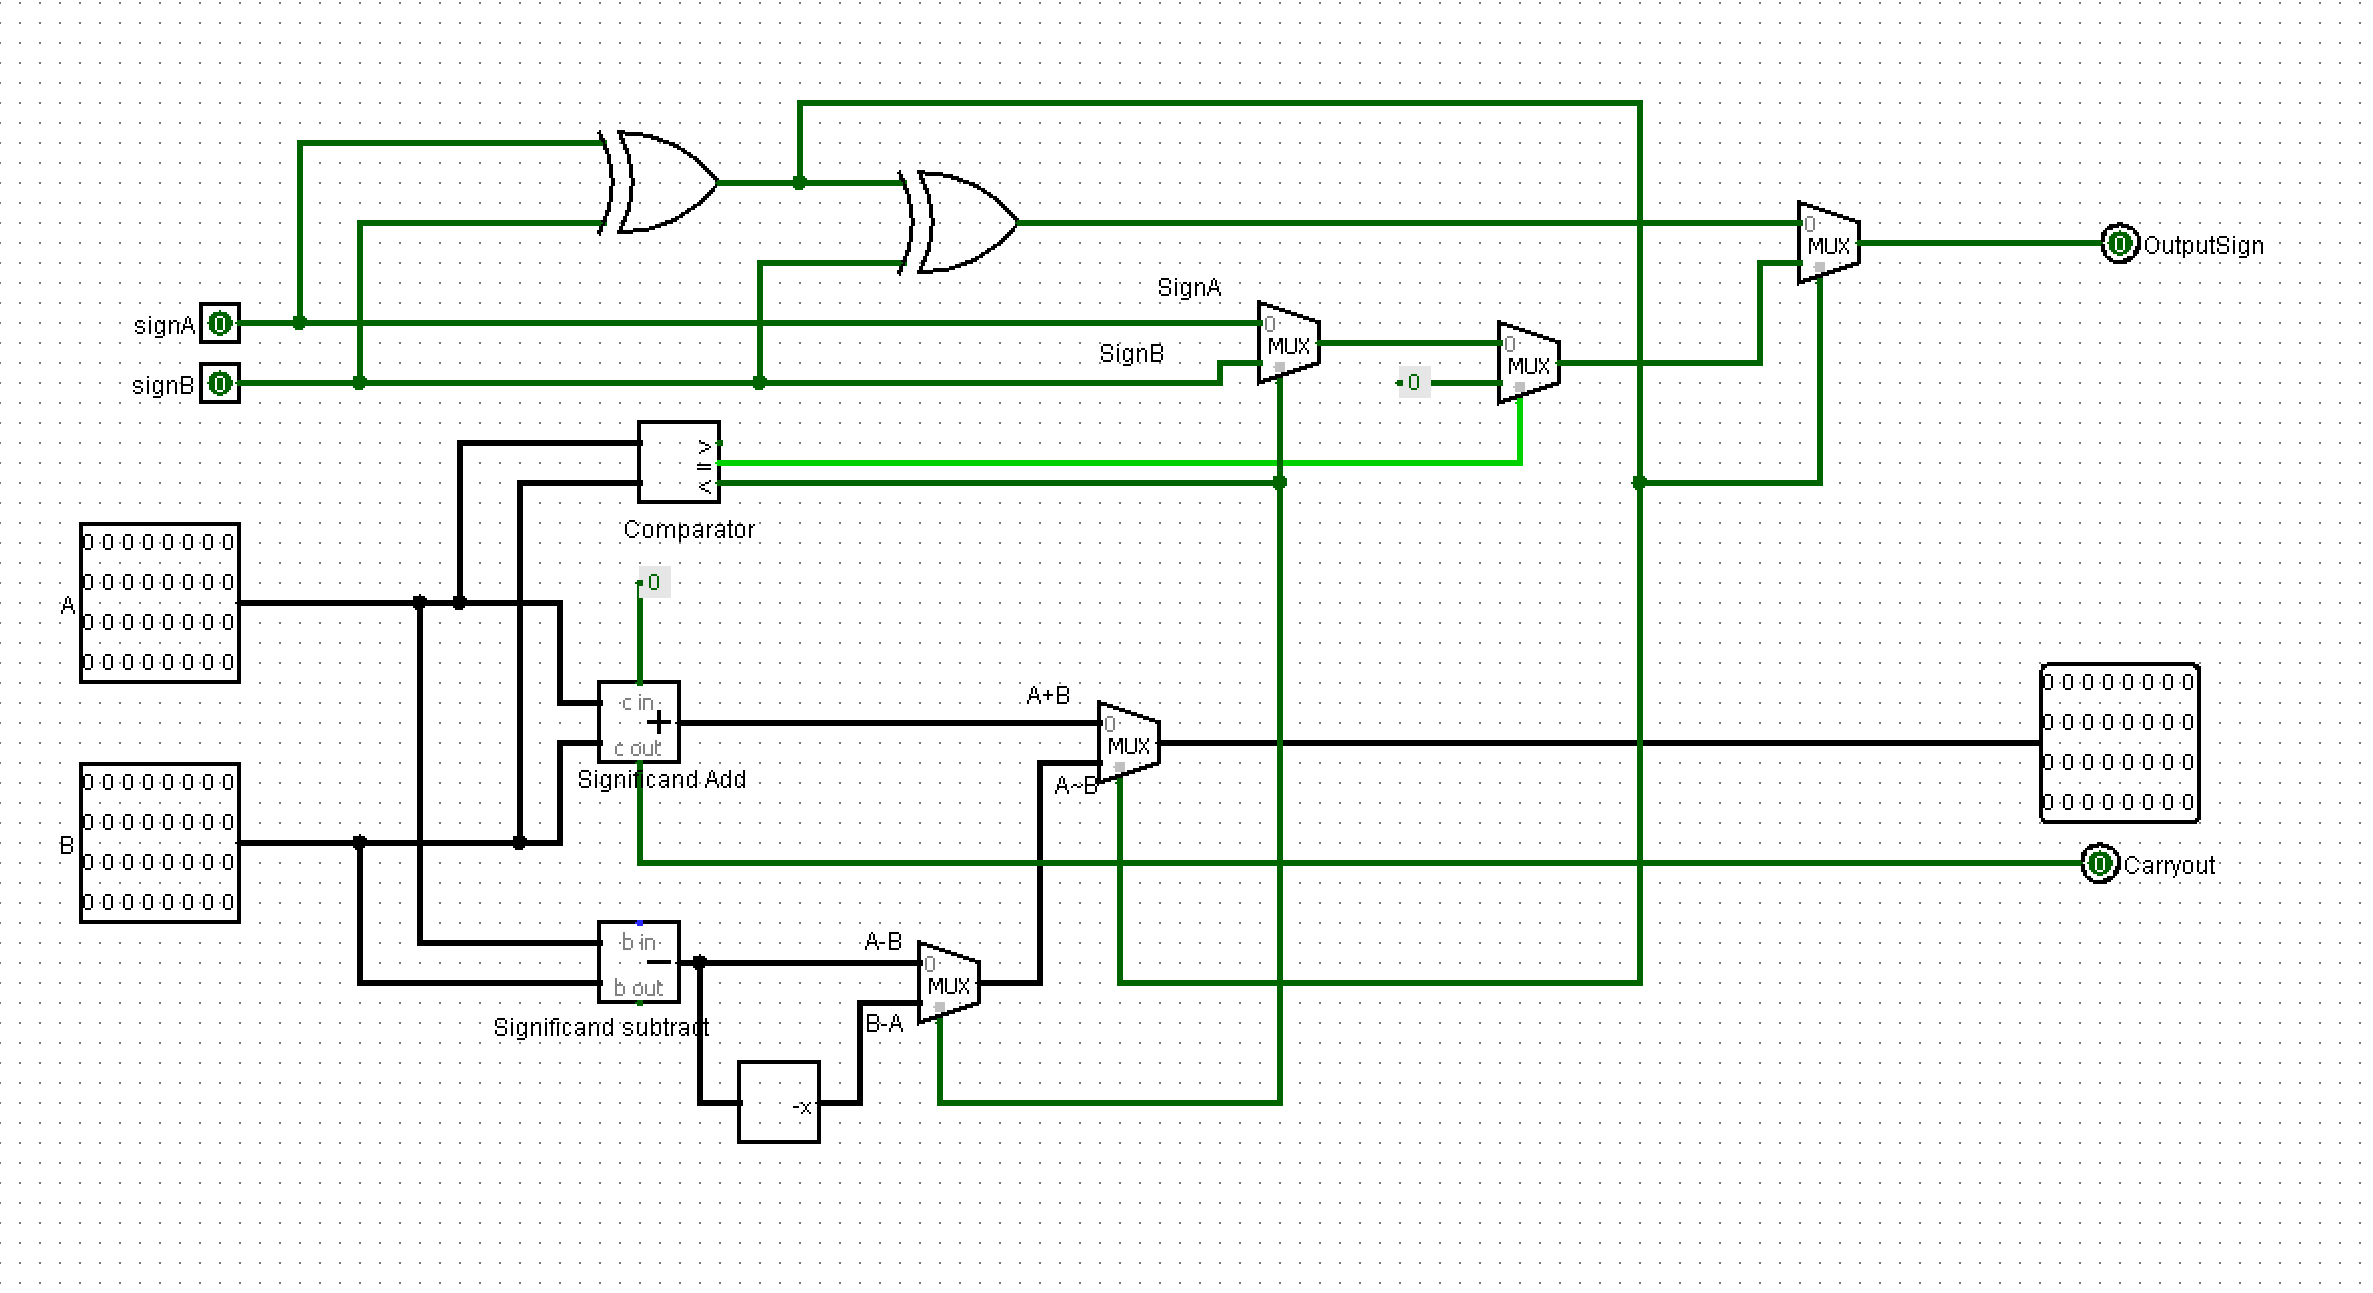 0
MUX
0 OutputSign
SignA
signA 0
0
MUX
SignB
0
MUX
signB 0
0
>
=
<
Comparator
0 0 0 0 0 0 0 0
0 0 0 0 0 0 0 0
A
0 0 0 0 0 0 0 0
0 0 0 0 0 0 0 0
0
c in
+
c out
Significand Add
A+B
0
MUX
A~B
0 0 0 0 0 0 0 0
0 0 0 0 0 0 0 0
0 0 0 0 0 0 0 0
0 0 0 0 0 0 0 0
0 0 0 0 0 0 0 0
0 0 0 0 0 0 0 0
B
0 0 0 0 0 0 0 0
0 0 0 0 0 0 0 0
0 Carryout
b in
−
b out
Significand subtract
A-B
0
MUX
B-A
-x